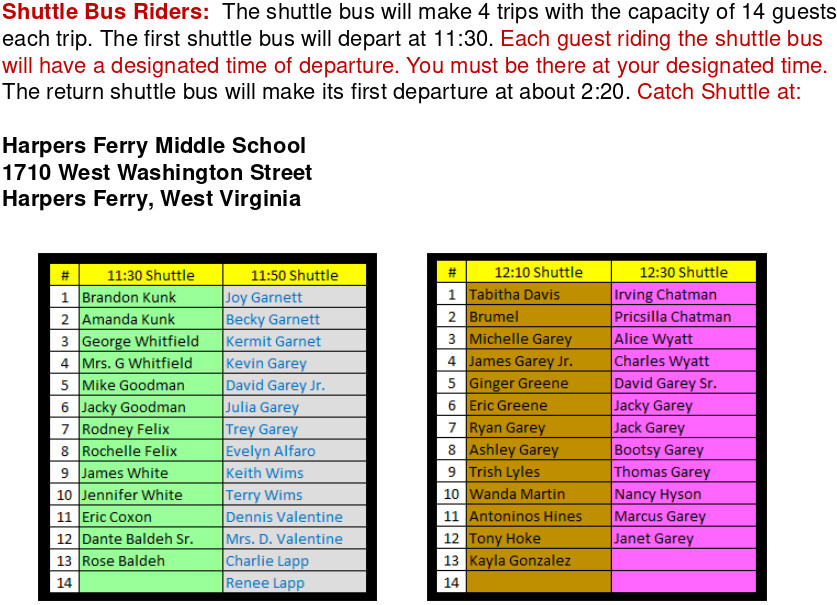 Shuttle Bus Riders:  The shuttle bus will make 4 trips with the capacity of 14 guests
each trip. The first shuttle bus will depart at 11:30. Each guest riding the shuttle bus
will have a designated time of departure. You must be there at your designated time.
The return shuttle bus will make its first departure at about 2:20. Catch Shuttle at:
Harpers Ferry Middle School
1710 West Washington Street
Harpers Ferry, West Virginia
# 11:30 Shuttle 11:50 Shuttle
1 Brandon Kunk Joy Garnett
2 Amanda Kunk Becky Garnett
3 George Whitfield Kermit Garnet
4 Mrs. G Whitfield Kevin Garey
5 Mike Goodman David Garey Jr.
6 Jacky Goodman Julia Garey
7 Rodney Felix Trey Garey
8 Rochelle Felix Evelyn Alfaro
9 James White Keith Wims
10 Jennifer White Terry Wims
11 Eric Coxon Dennis Valentine
12 Dante Baldeh Sr. Mrs. D. Valentine
13 Rose Baldeh Charlie Lapp
14 Renee Lapp
# 12:10 Shuttle 12:30 Shuttle
1 Tabitha Davis Irving Chatman
2 Brumel Pricsilla Chatman
3 Michelle Garey Alice Wyatt
4 James Garey Jr. Charles Wyatt
5 Ginger Greene David Garey Sr.
6 Eric Greene Jacky Garey
7 Ryan Garey Jack Garey
8 Ashley Garey Bootsy Garey
9 Trish Lyles Thomas Garey
10 Wanda Martin Nancy Hyson
11 Antoninos Hines Marcus Garey
12 Tony Hoke Janet Garey
13 Kayla Gonzalez
14